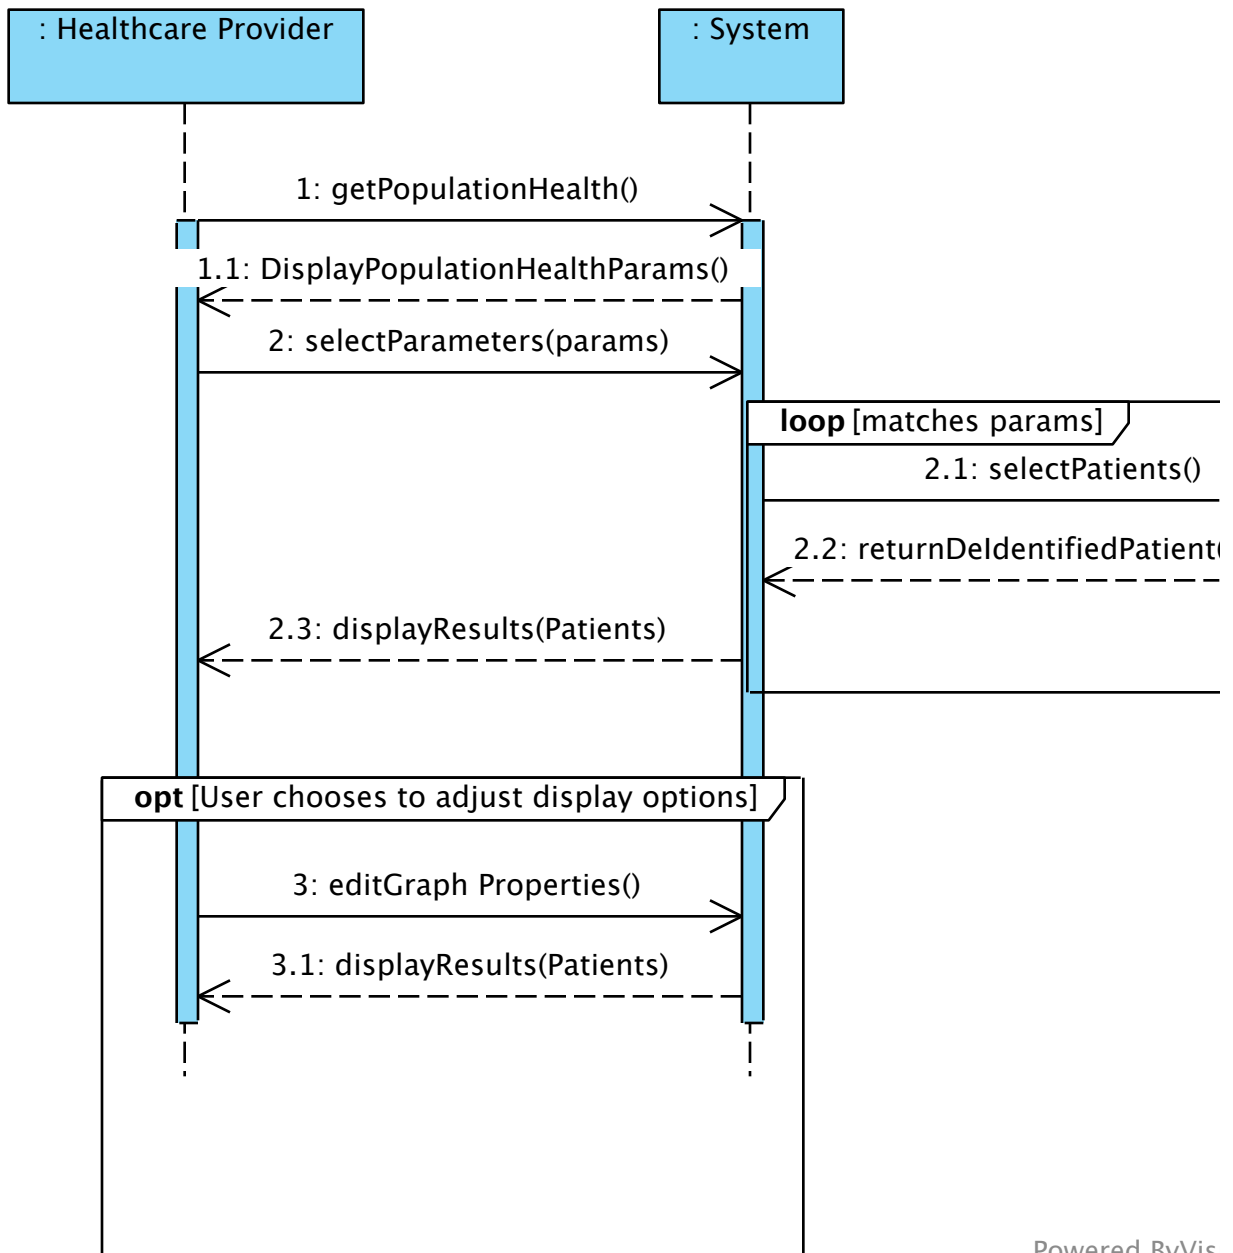 : Healthcare Provider
: System
1: getPopulationHealth()
1.1: DisplayPopulationHealthParams()
2: selectParameters(params)
loop [matches params]
2.1: selectPatients()
2.2: returnDeIdentifiedPatient(
2.3: displayResults(Patients)
opt [User chooses to adjust display options]
3: editGraph Properties()
3.1: displayResults(Patients)
Powered ByVis